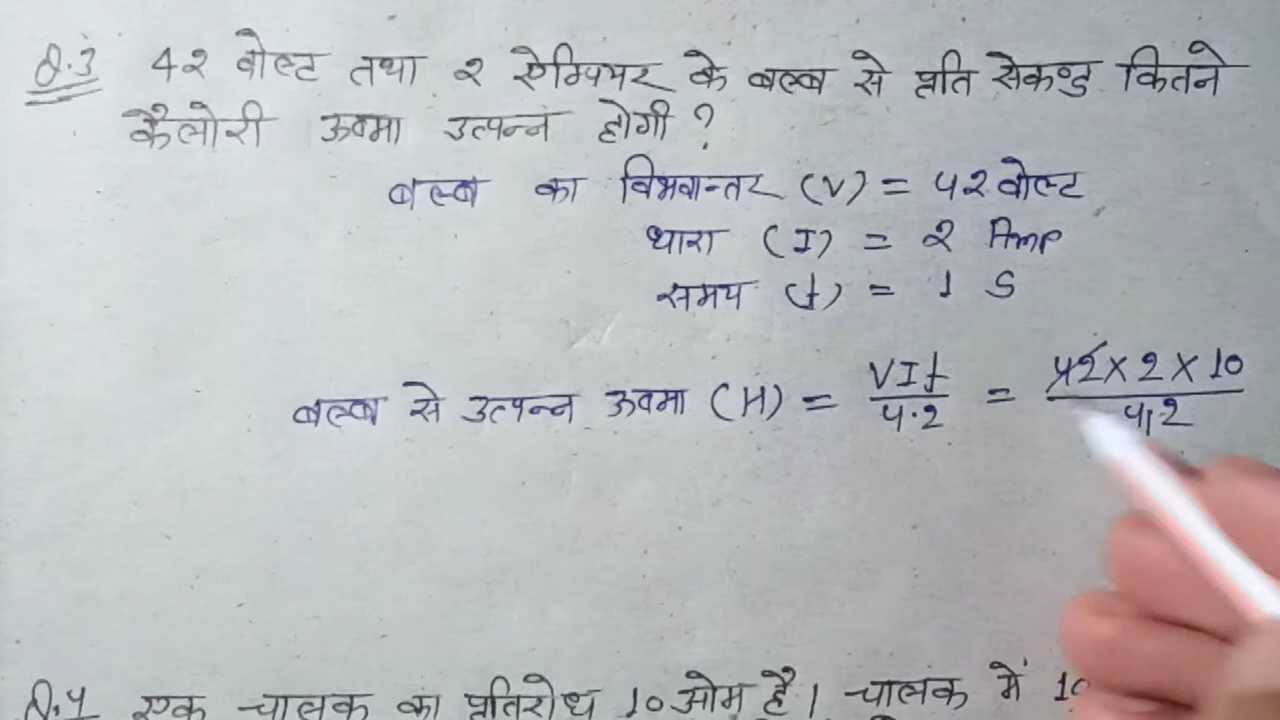 Q.3 42 वोल्ट तथा 2 ऐम्पियर के बल्ब से प्रति सेकण्ड कितने
कैलोरी ऊष्मा उत्पन्न होगी ?
बल्ब का विभवान्तर (V) = 42 वोल्ट
धारा (I) = 2 Amp
समय (t) = 1 S
बल्ब से उत्पन्न ऊष्मा (H) = VIt / 4.2 = 42 × 2 × 10 / 4.2
Q.4 एक चालक का प्रतिरोध 10 ओम है। चालक में